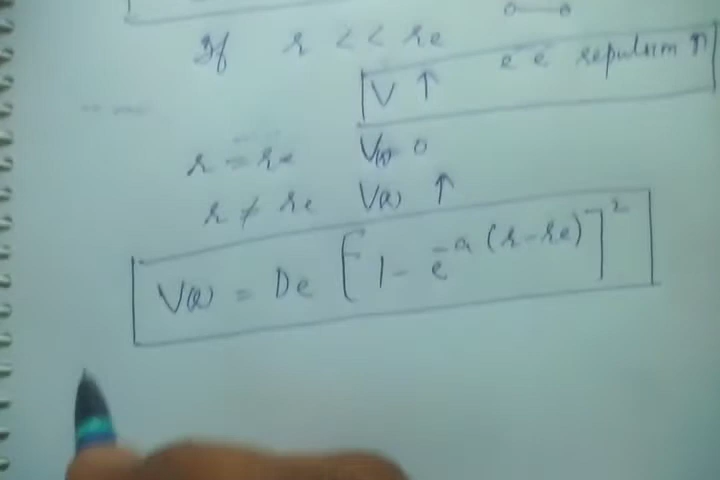 If r << re
V ↑ e e repulsion ↑
r = re V(r) 0
r ≠ re V(r) ↑
V(r) = De [1 - e^-a(r-re)]^2